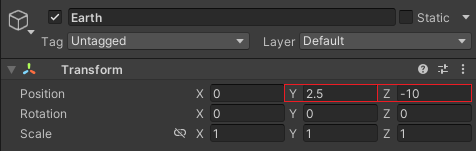 Earth Static
Tag Untagged Layer Default
Transform
Position X 0 Y 2.5 Z -10
Rotation X 0 Y 0 Z 0
Scale X 1 Y 1 Z 1